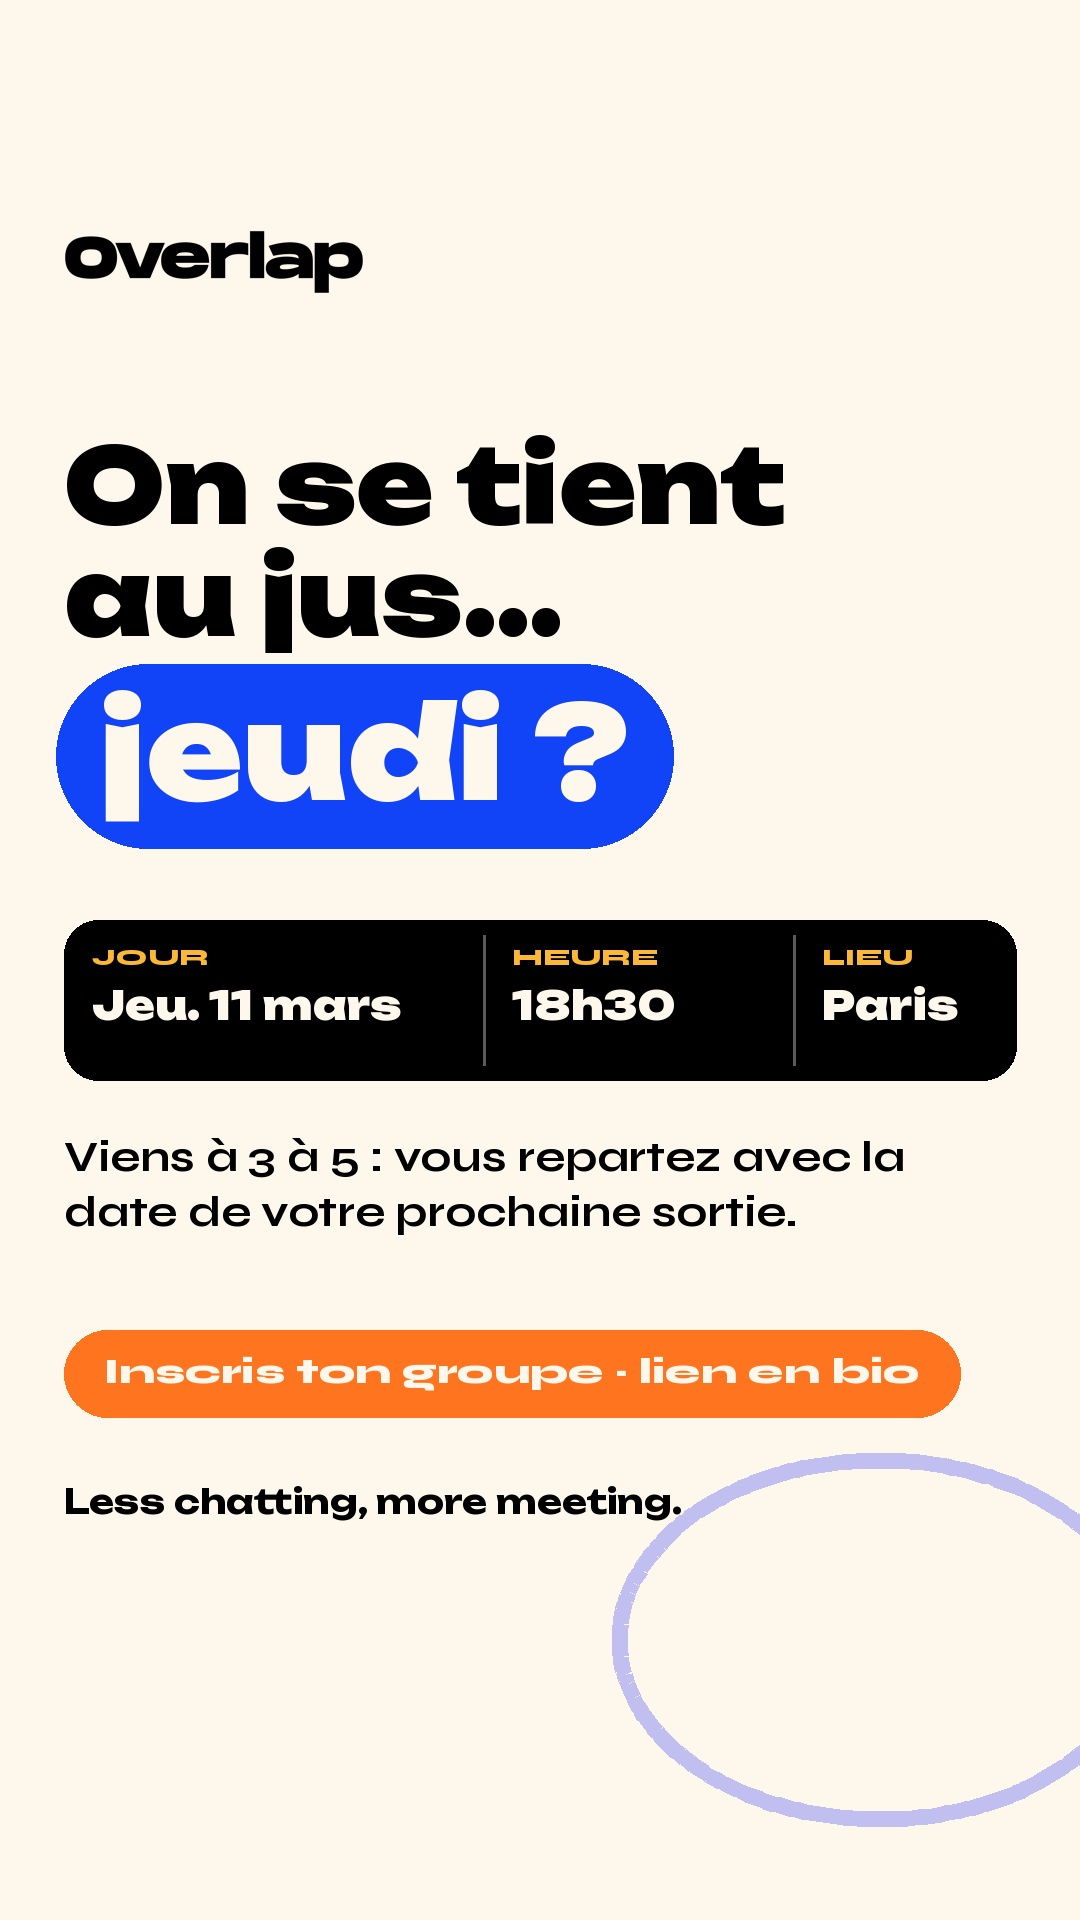 Overlap
On se tient
au jus...
jeudi ?
JOUR
Jeu. 11 mars
HEURE
18h30
LIEU
Paris
Viens à 3 à 5 : vous repartez avec la
date de votre prochaine sortie.
Inscris ton groupe · lien en bio
Less chatting, more meeting.